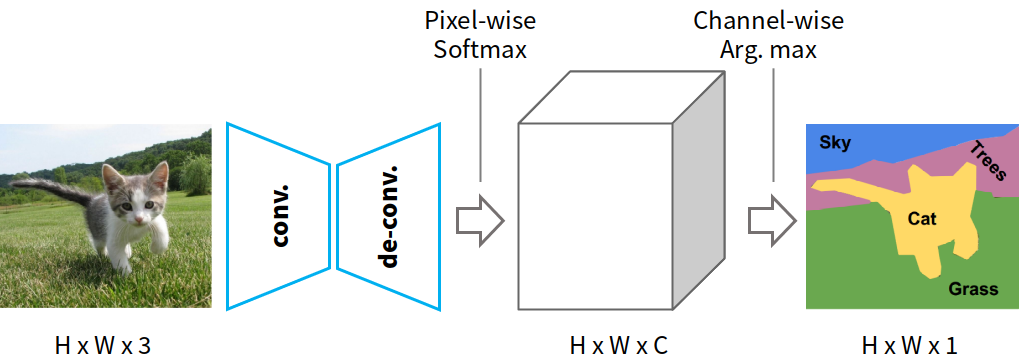 Pixel-wise
Softmax
Channel-wise
Arg. max
conv.
de-conv.
Sky
Trees
Cat
Grass
H x W x 3
H x W x C
H x W x 1